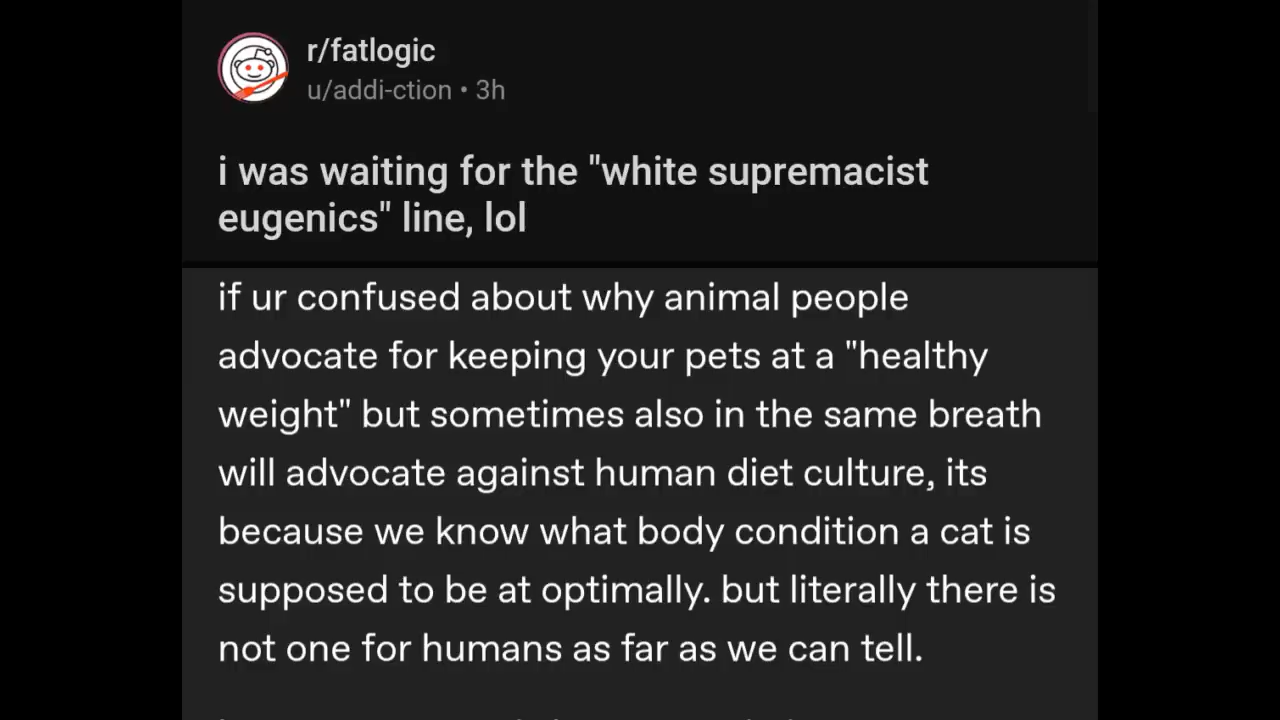 r/fatlogic
u/addi-ction • 3h
i was waiting for the "white supremacist
eugenics" line, lol
if ur confused about why animal people
advocate for keeping your pets at a "healthy
weight" but sometimes also in the same breath
will advocate against human diet culture, its
because we know what body condition a cat is
supposed to be at optimally. but literally there is
not one for humans as far as we can tell.